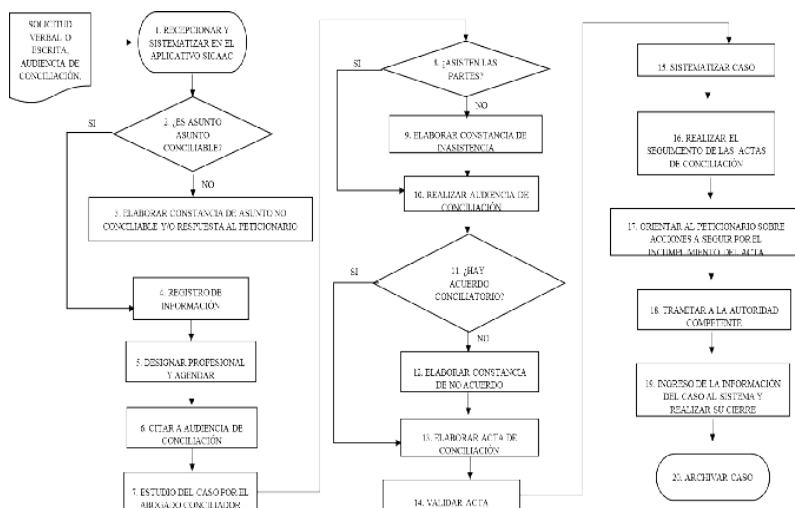 SOLICITUD
VERBAL O
ESCRITA,
AUDIENCIA DE
CONCILIACIÓN.
1. RECEPCIONAR Y
SISTEMATIZAR EN EL
APLICATIVO SICAAC
SI
2. ¿ES ASUNTO
ASUNTO
CONCILIABLE?
NO
3. ELABORAR CONSTANCIA DE ASUNTO NO
CONCILIABLE Y/O RESPUESTA AL PETICIONARIO
4. REGISTRO DE
INFORMACIÓN
5. DESIGNAR PROFESIONAL
Y AGENDAR
6. CITAR A AUDIENCIA DE
CONCILIACIÓN
7. ESTUDIO DEL CASO POR EL
ABOGADO CONCILIADOR
SI
8. ¿ASISTEN LAS
PARTES?
NO
9. ELABORAR CONSTANCIA DE
INASISTENCIA
10. REALIZAR AUDIENCIA DE
CONCILIACIÓN
SI
11. ¿HAY
ACUERDO
CONCILIATORIO?
NO
12. ELABORAR CONSTANCIA
DE NO ACUERDO
13. ELABORAR ACTA DE
CONCILIACIÓN
14. VALIDAR ACTA
15. SISTEMATIZAR CASO
16. REALIZAR EL
SEGUIMIENTO DE LAS ACTAS
DE CONCILIACIÓN
17. ORIENTAR AL PETICIONARIO SOBRE
ACCIONES A SEGUIR POR EL
INCUMPLIMIENTO DEL ACTA
18. TRAMITAR A LA AUTORIDAD
COMPETENTE
19. INGRESO DE LA INFORMACIÓN
DEL CASO AL SISTEMA Y
REALIZAR SU CIERRE
20. ARCHIVAR CASO